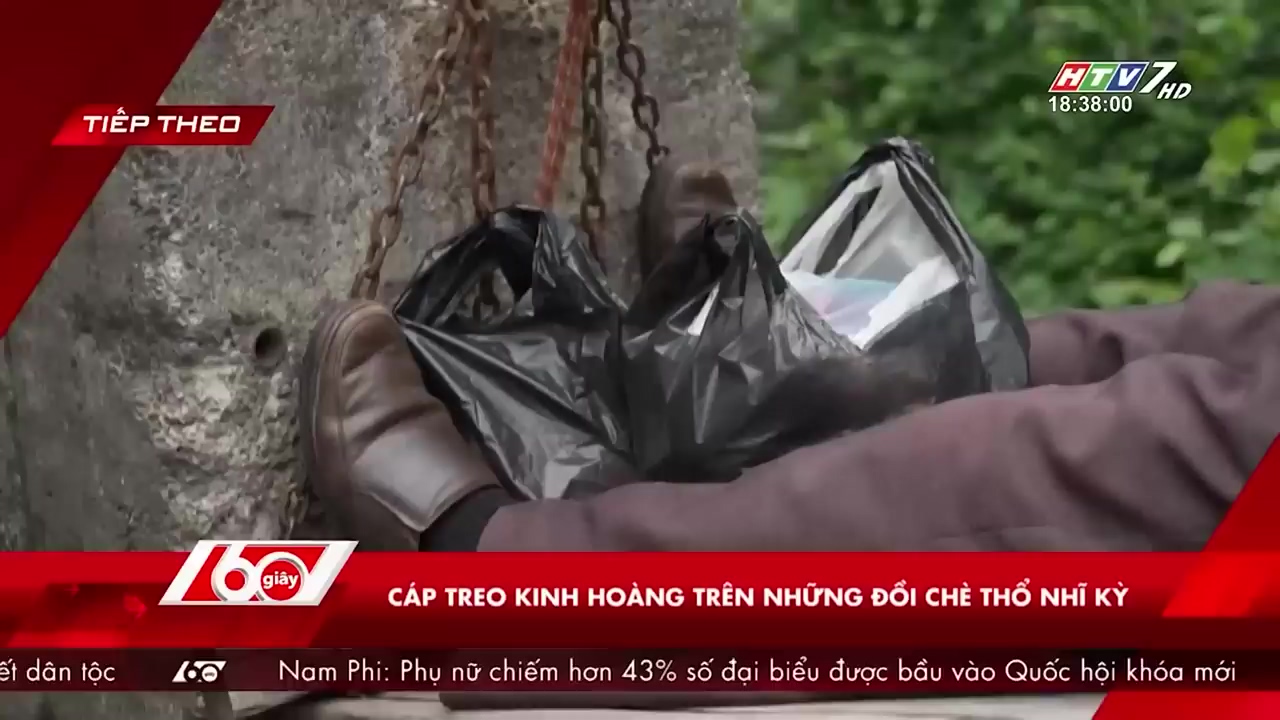 HTV7HD
18:38:00
TIẾP THEO
60 giây
CÁP TREO KINH HOÀNG TRÊN NHỮNG ĐỒI CHÈ THỔ NHĨ KỲ
ết dân tộc 60 giây Nam Phi: Phụ nữ chiếm hơn 43% số đại biểu được bầu vào Quốc hội khóa mới